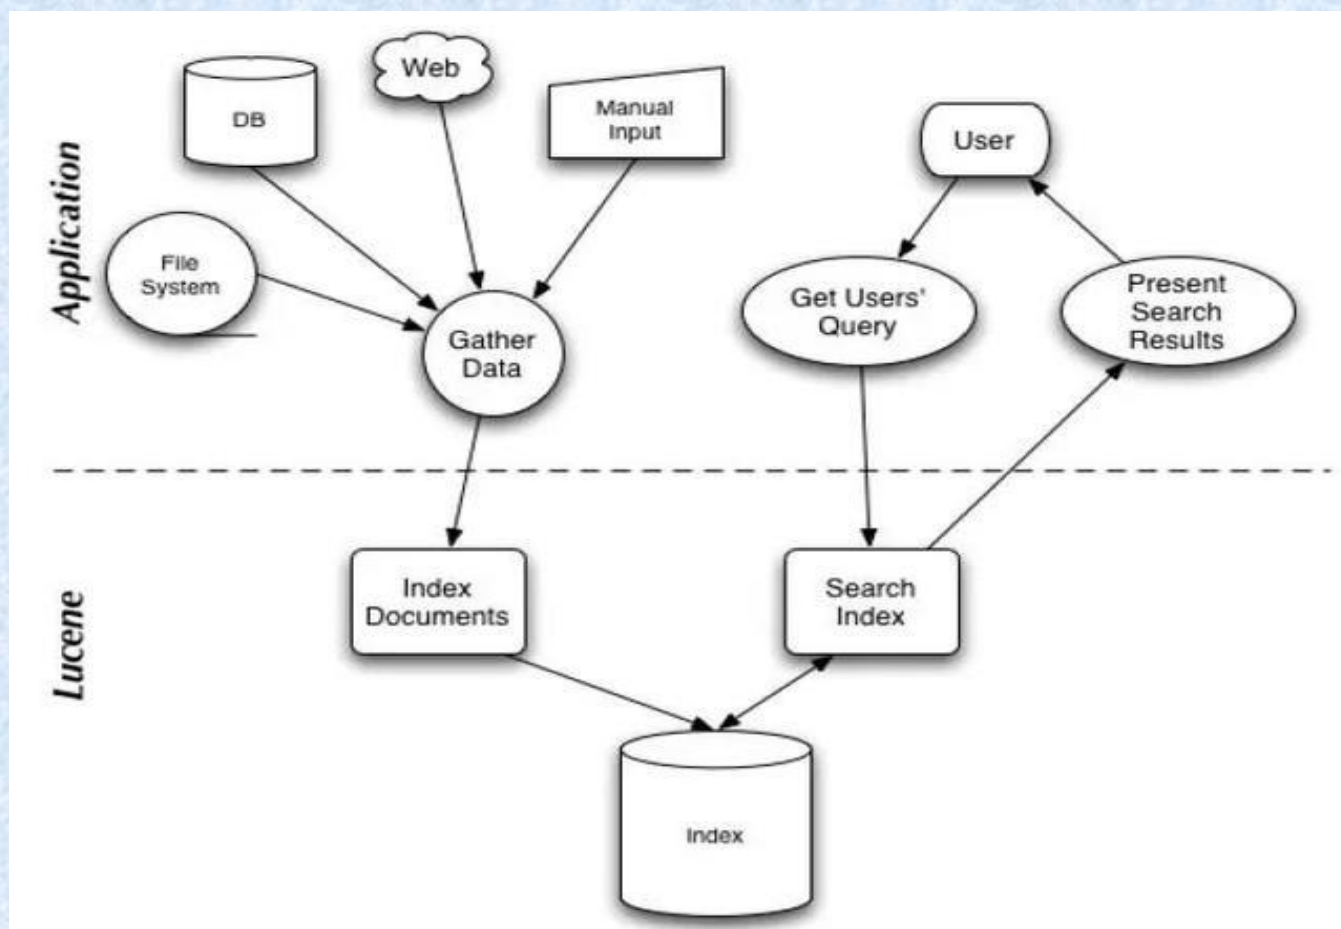 Web
DB
Manual
Input
User
Application
File
System
Get Users'
Query
Present
Search
Results
Gather
Data
Index
Documents
Search
Index
Lucene
Index